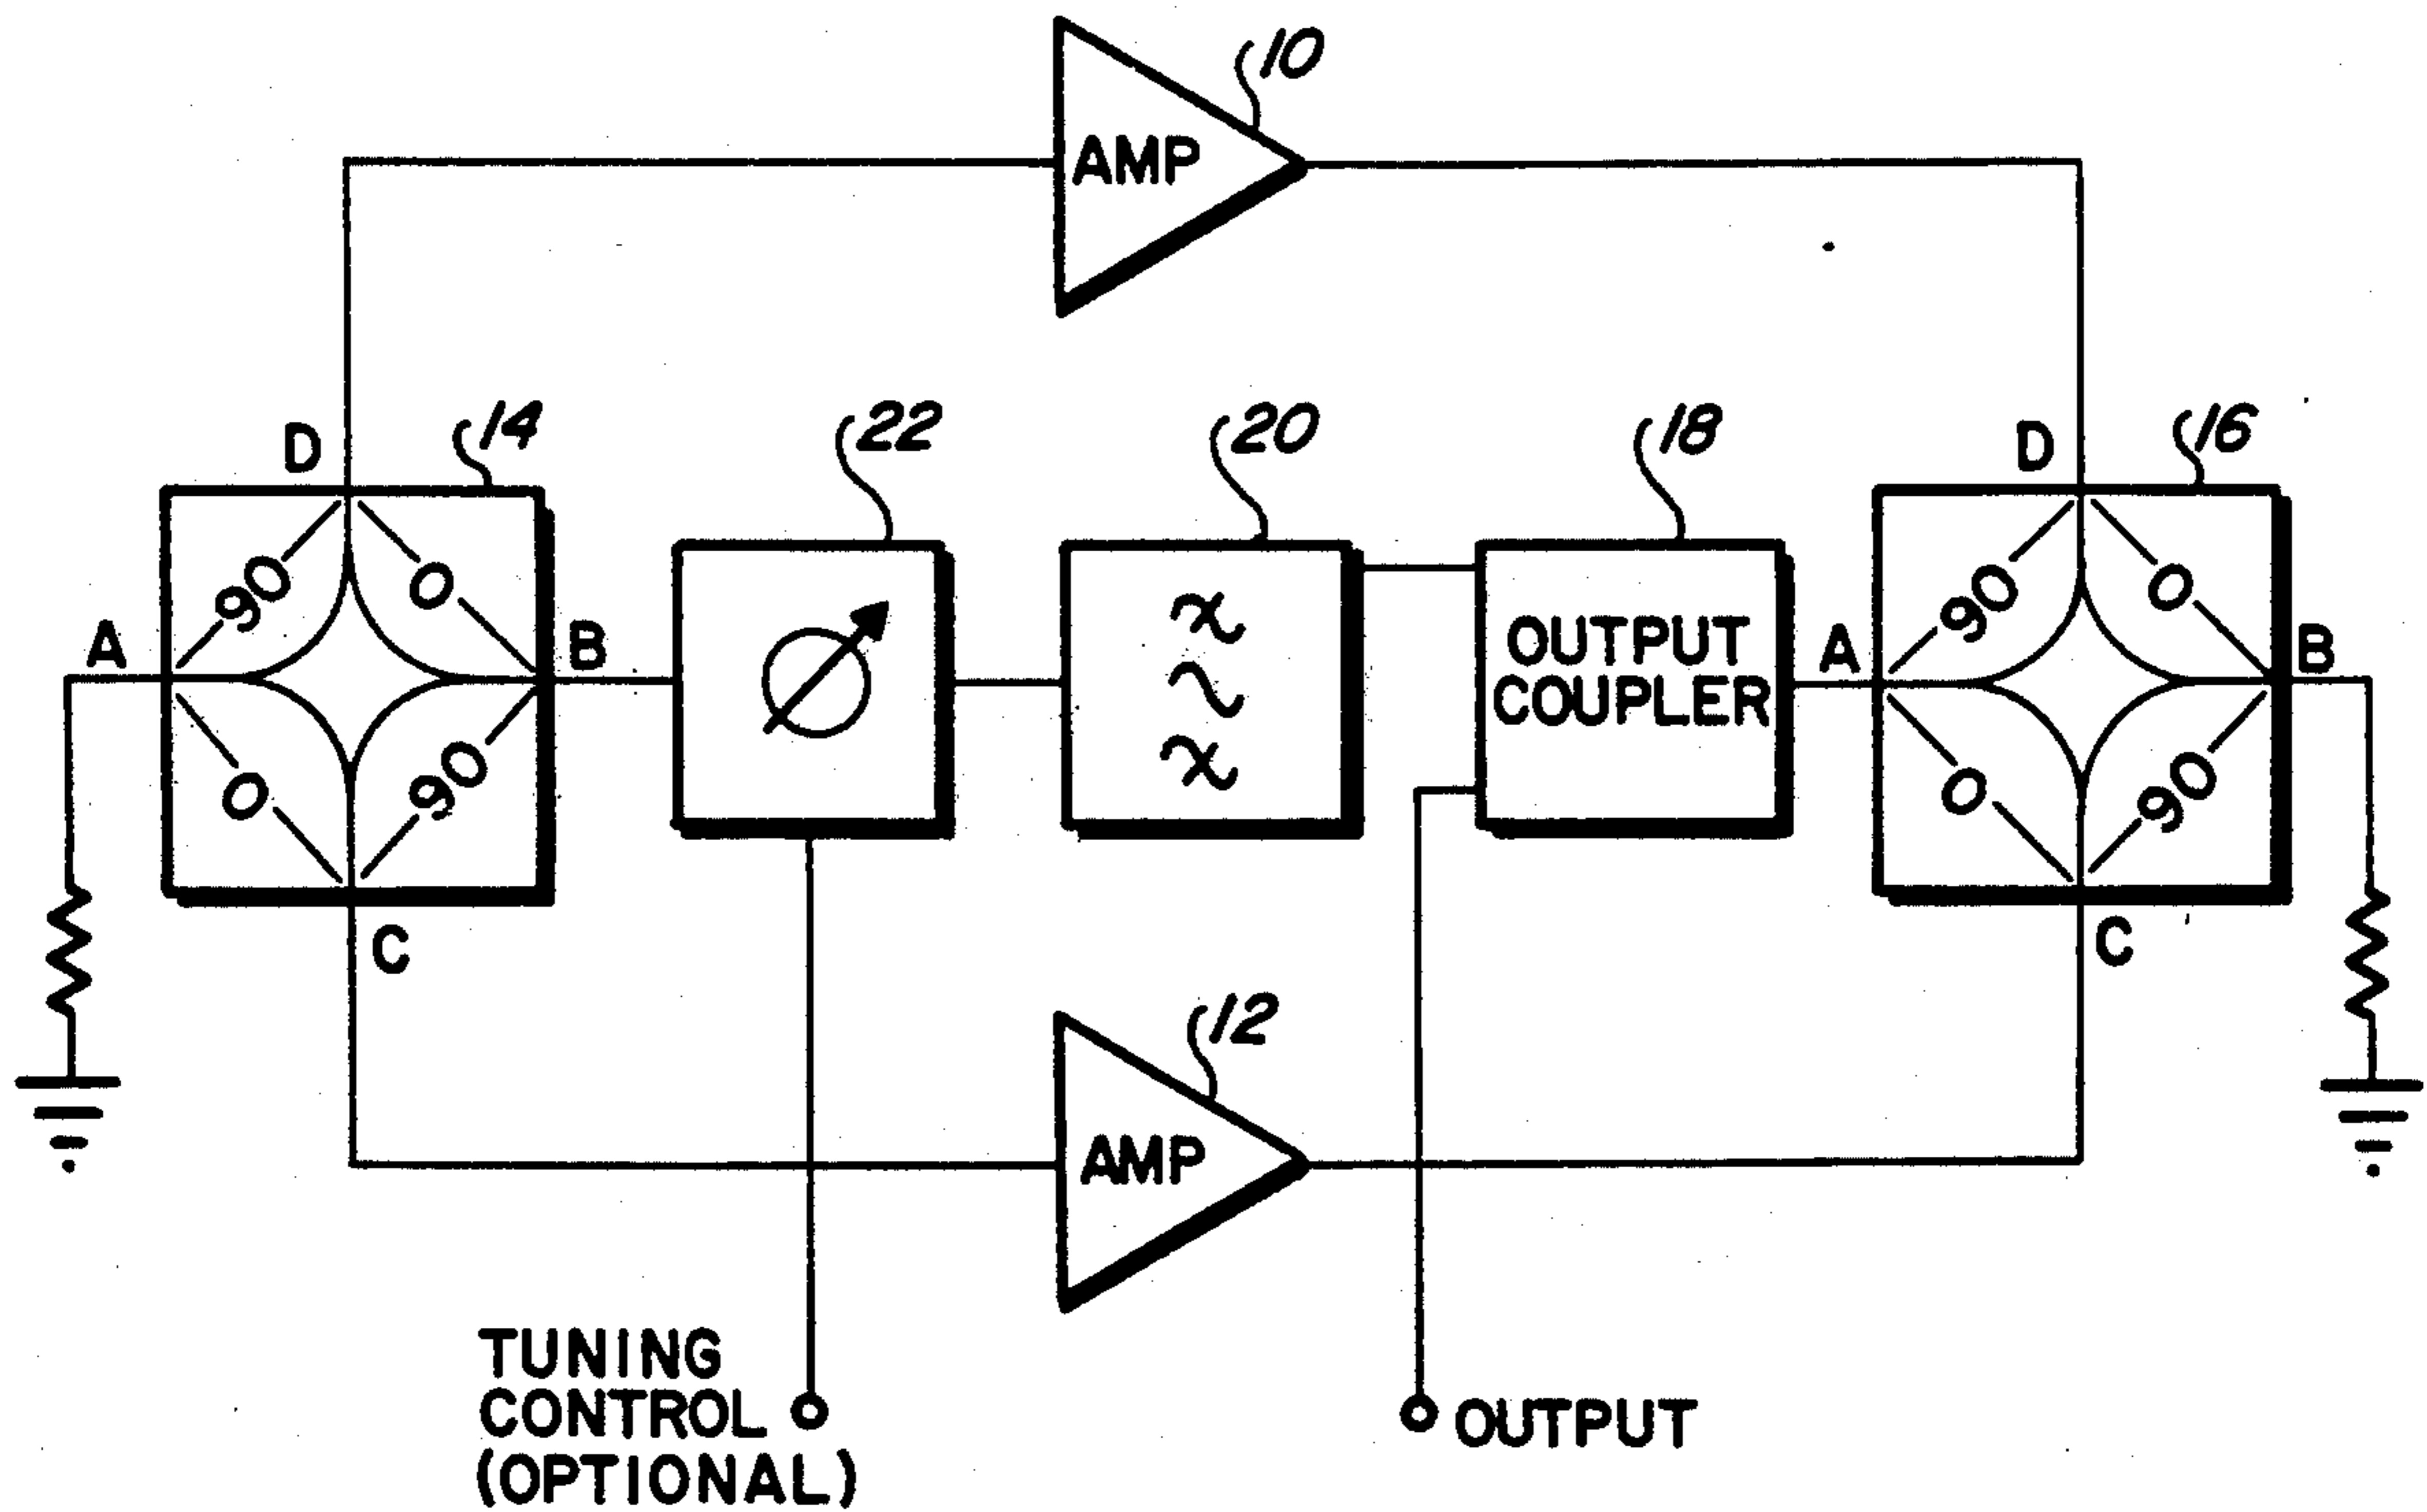 10
AMP
D
14
22
20
18
D
16
90
0
90
0
A
B
OUTPUT
COUPLER
A
B
0
90
0
90
C
C
12
AMP
TUNING
CONTROL
(OPTIONAL)
OUTPUT